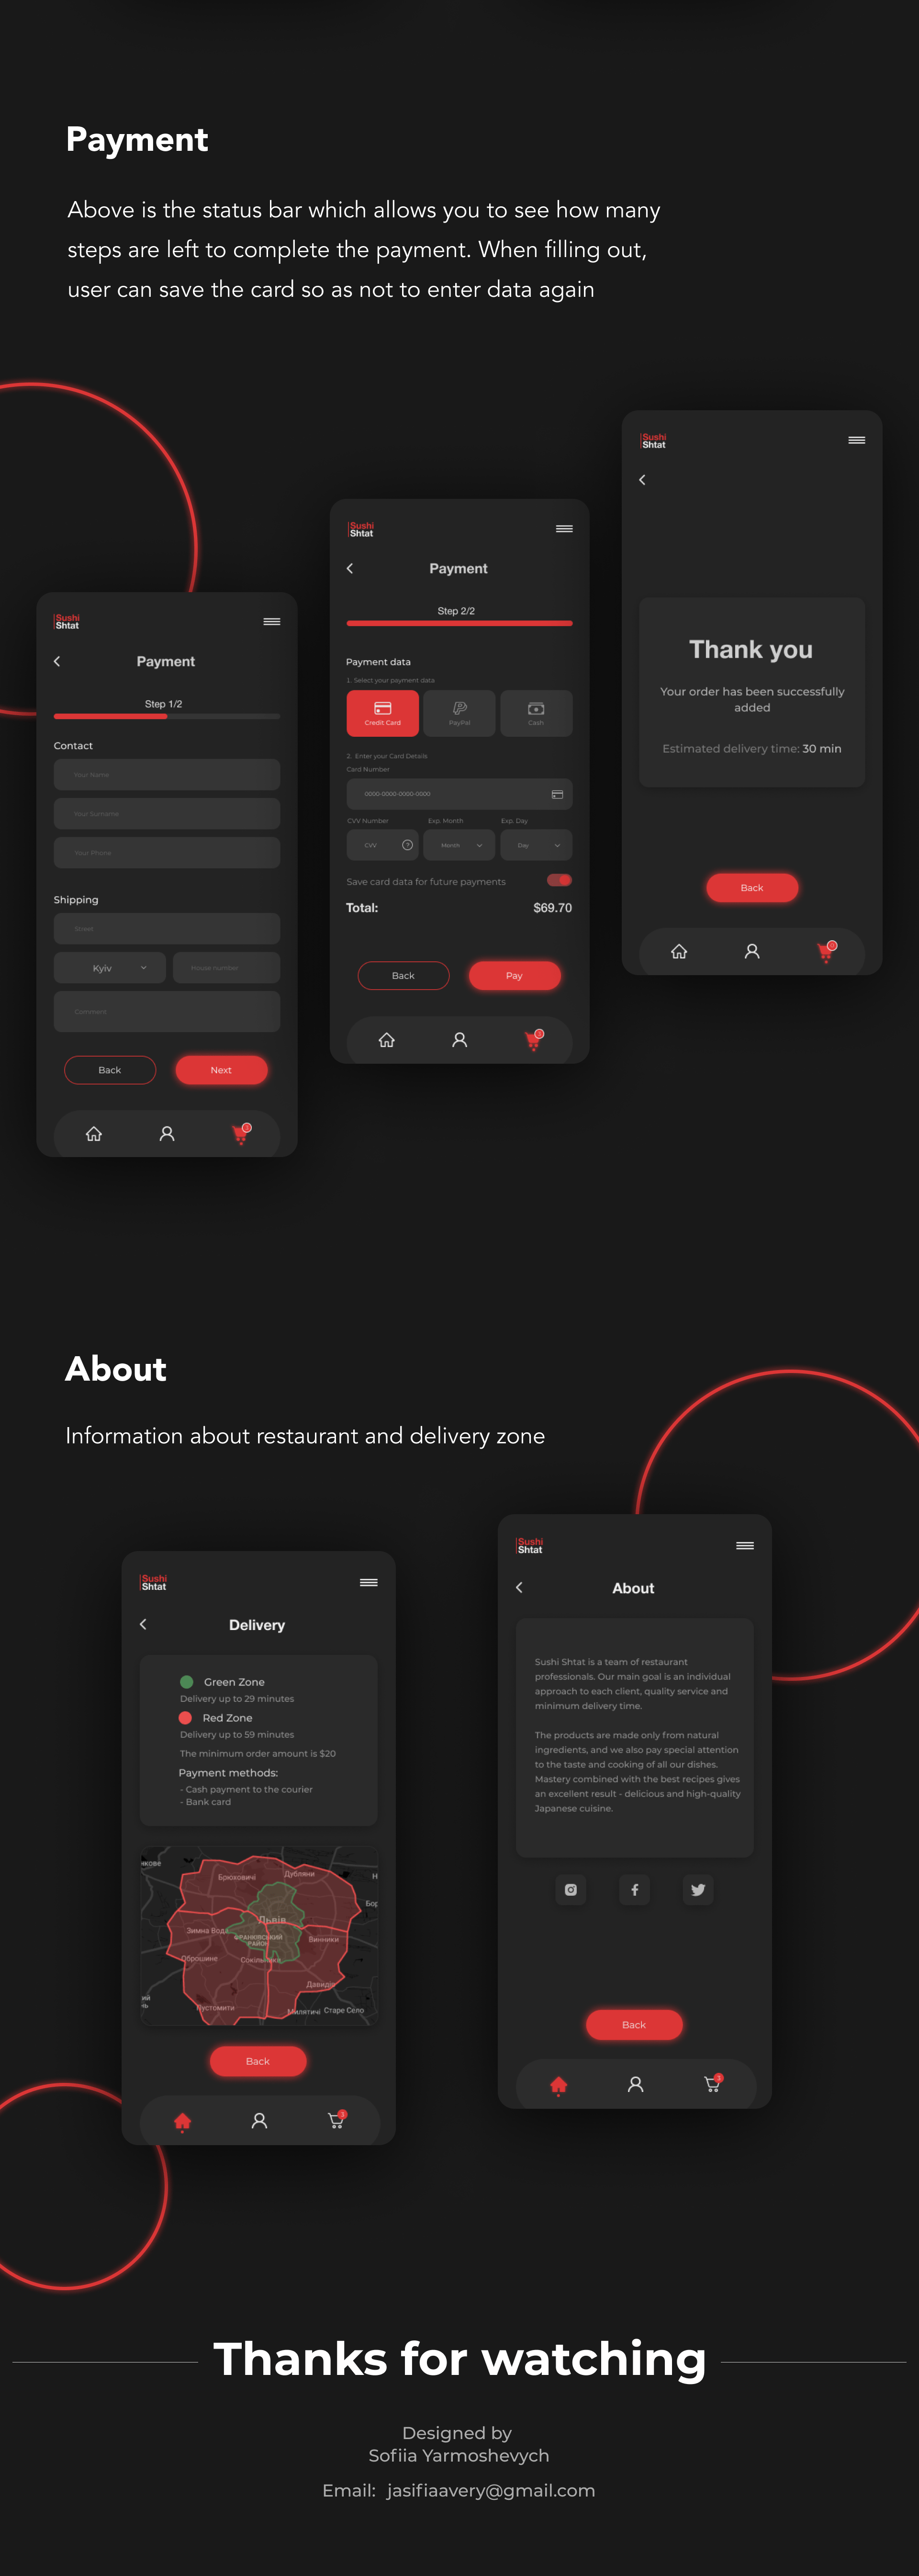 Payment
Above is the status bar which allows you to see how many
steps are left to complete the payment. When filling out,
user can save the card so as not to enter data again
Sushi
Shtat
Payment
Step 1/2
Contact
Your Name
Your Surname
Your Phone
Shipping
Street
Kyiv
House number
Comment
Back
Next
Sushi
Shtat
Payment
Step 2/2
Payment data
1. Select your payment data
Credit Card
PayPal
Cash
2. Enter your Card Details
Card Number
0000-0000-0000-0000
CVV Number
Exp. Month
Exp. Day
CVV
?
Month
Day
Save card data for future payments
Total:
$69.70
Back
Pay
3
Sushi
Shtat
Thank you
Your order has been successfully
added
Estimated delivery time: 30 min
Back
0
About
Information about restaurant and delivery zone
Sushi
Shtat
Delivery
Green Zone
Delivery up to 29 minutes
Red Zone
Delivery up to 59 minutes
The minimum order amount is $20
Payment methods:
- Cash payment to the courier
- Bank card
Брюховичі
Дубляни
Бор
Львів
Зимна Вода
ФРАНКІВСЬКИЙ
РАЙОН
Винники
Оброшине
Сокільники
Давидів
Пустомити
Милятичі
Старе Село
Back
3
Sushi
Shtat
About
Sushi Shtat is a team of restaurant
professionals. Our main goal is an individual
approach to each client, quality service and
minimum delivery time.
The products are made only from natural
ingredients, and we also pay special attention
to the taste and cooking of all our dishes.
Mastery combined with the best recipes gives
an excellent result - delicious and high-quality
Japanese cuisine.
Back
3
Thanks for watching
Designed by
Sofiia Yarmoshevych
Email: jasifiaavery@gmail.com